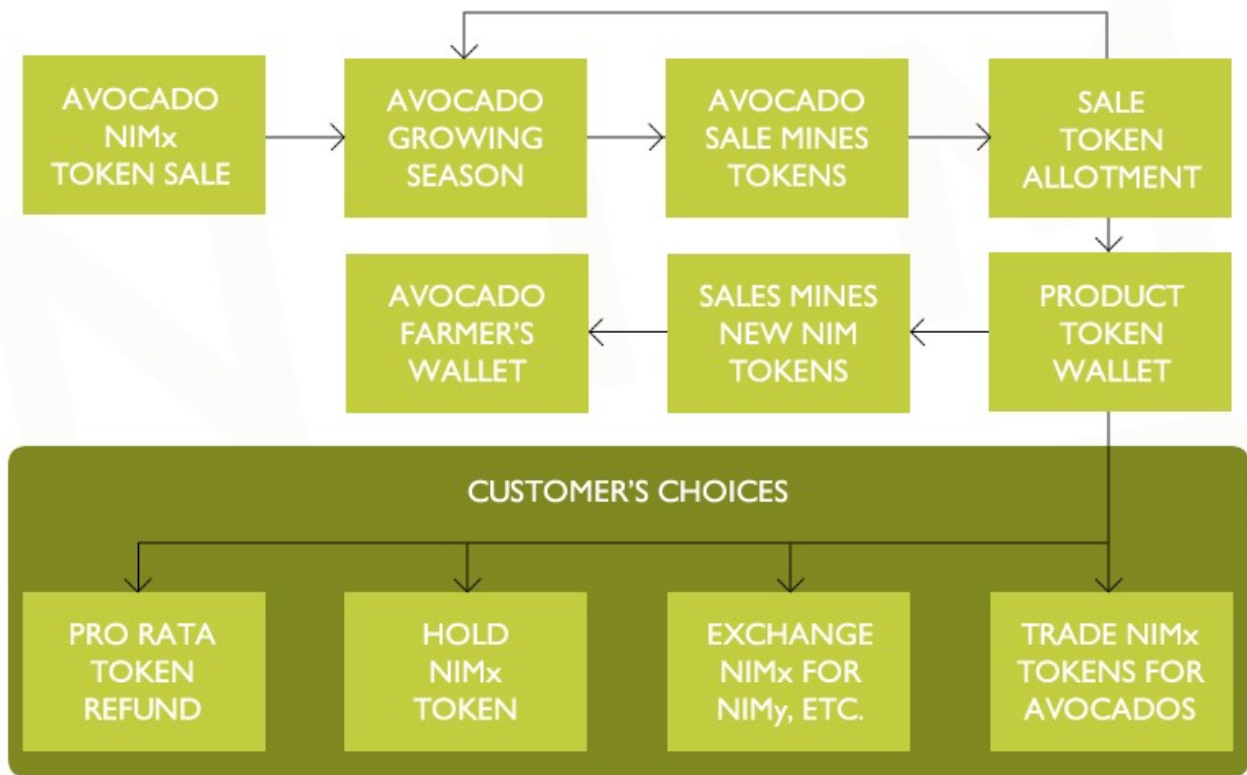 AVOCADO
NIMx
TOKEN SALE
AVOCADO
GROWING
SEASON
AVOCADO
SALE MINES
TOKENS
SALE
TOKEN
ALLOTMENT
AVOCADO
FARMER'S
WALLET
SALES MINES
NEW NIM
TOKENS
PRODUCT
TOKEN
WALLET
CUSTOMER'S CHOICES
PRO RATA
TOKEN
REFUND
HOLD
NIMx
TOKEN
EXCHANGE
NIMx FOR
NIMy, ETC.
TRADE NIMx
TOKENS FOR
AVOCADOS